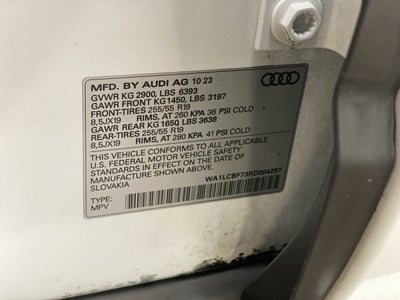 MFD. BY AUDI AG 10 23
GVWR KG 2900, LBS 6393
GAWR FRONT KG 1450, LBS 3197
FRONT-TIRES 255/55 R19
8,5JX19 RIMS, AT 260 KPA 38 PSI COLD
GAWR REAR KG 1650, LBS 3638
REAR-TIRES 255/55 R19
8,5JX19 RIMS, AT 280 KPA 41 PSI COLD
THIS VEHICLE CONFORMS TO ALL APPLICABLE
U.S. FEDERAL MOTOR VEHICLE SAFETY
STANDARDS IN EFFECT ON THE DATE OF
MANUFACTURE SHOWN ABOVE.
SLOVAKIA
WA1LCBF73RD004287
TYPE:
MPV